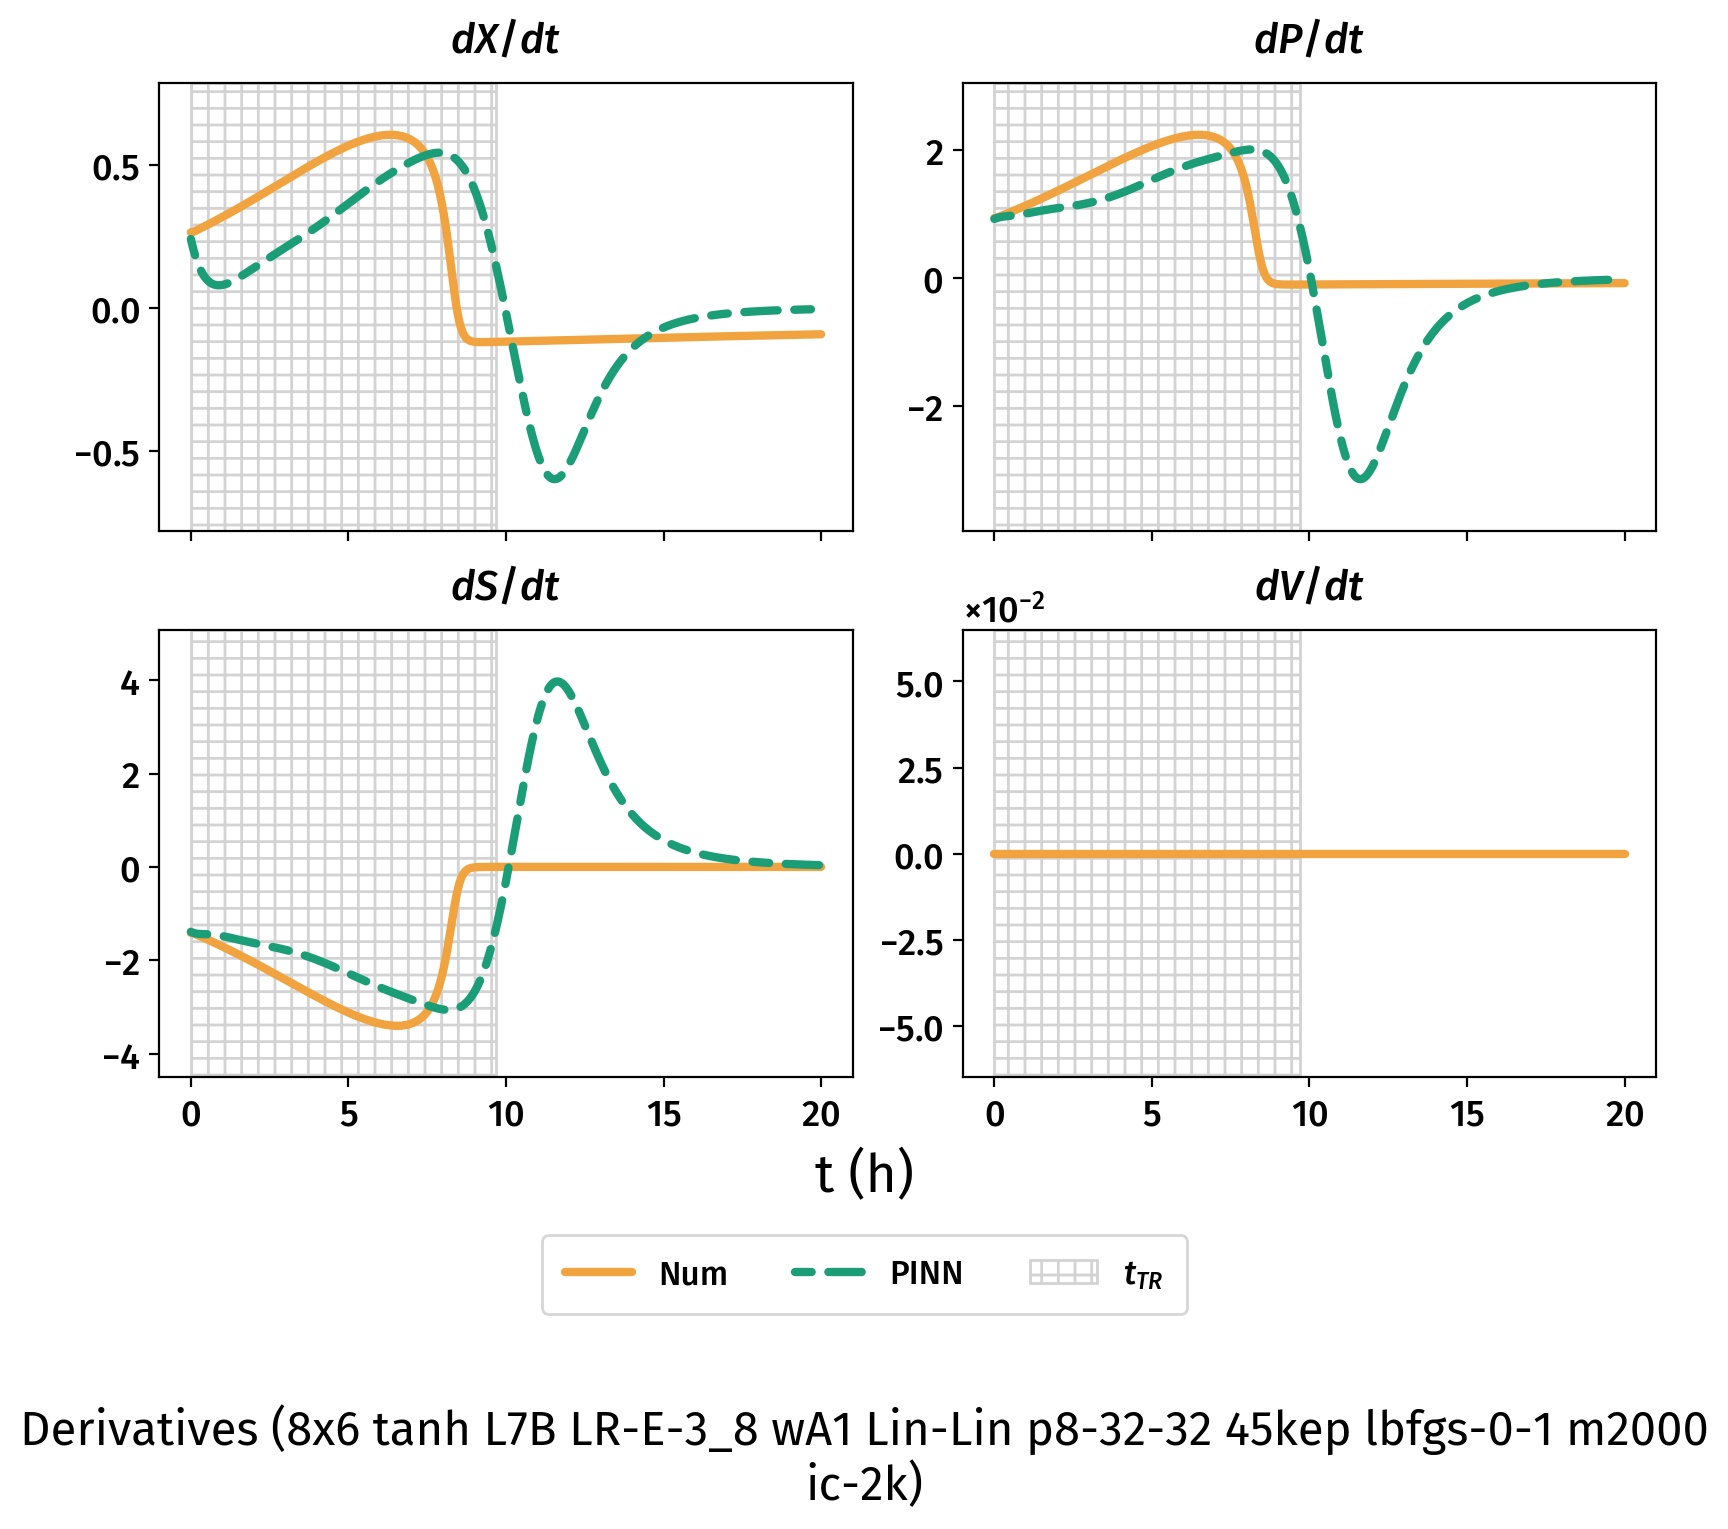 dX/dt
dP/dt
0.5
0.0
−0.5
2
0
−2
dS/dt
dV/dt
×10⁻²
4
2
0
−2
−4
5.0
2.5
0.0
−2.5
−5.0
0 5 10 15 20
0 5 10 15 20
t (h)
Num PINN t_TR
Derivatives (8x6 tanh L7B LR-E-3_8 wA1 Lin-Lin p8-32-32 45kep lbfgs-0-1 m2000
ic-2k)